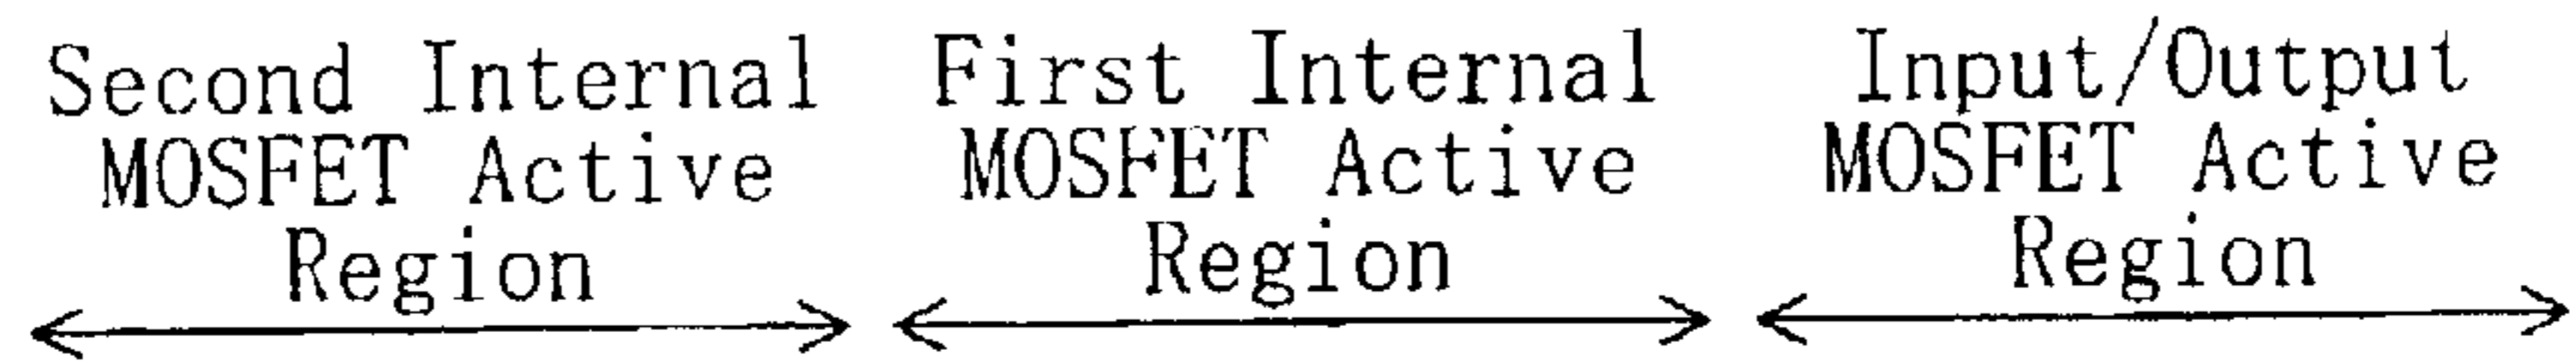 Second Internal
MOSFET Active
Region
First Internal
MOSFET Active
Region
Input/Output
MOSFET Active
Region